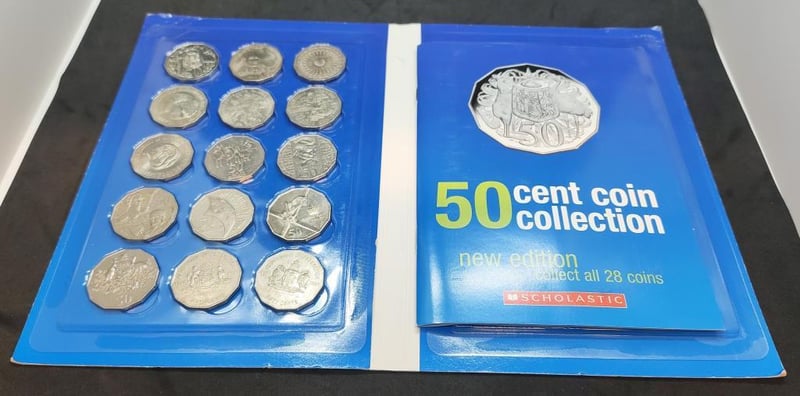 50
50 cent coin
collection
new edition
collect all 28 coins
SCHOLASTIC